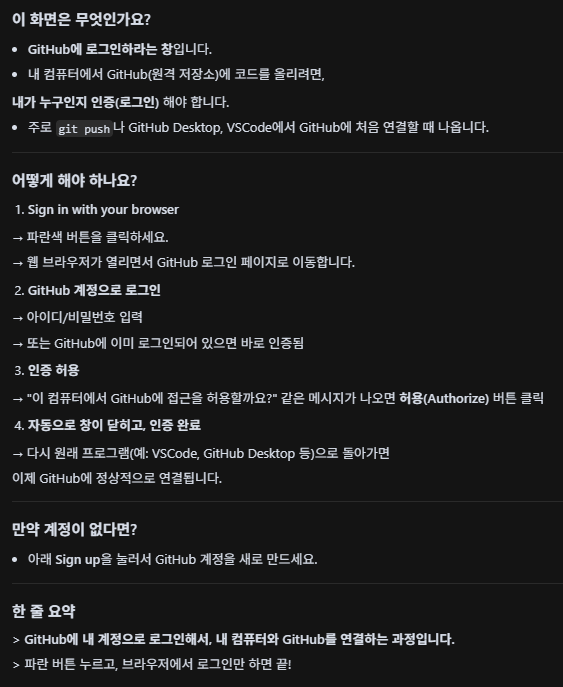 이 화면은 무엇인가요?
• GitHub에 로그인하라는 창입니다.
• 내 컴퓨터에서 GitHub(원격 저장소)에 코드를 올리려면,
내가 누구인지 인증(로그인) 해야 합니다.
• 주로 git push나 GitHub Desktop, VSCode에서 GitHub에 처음 연결할 때 나옵니다.
어떻게 해야 하나요?
1. Sign in with your browser
→ 파란색 버튼을 클릭하세요.
→ 웹 브라우저가 열리면서 GitHub 로그인 페이지로 이동합니다.
2. GitHub 계정으로 로그인
→ 아이디/비밀번호 입력
→ 또는 GitHub에 이미 로그인되어 있으면 바로 인증됨
3. 인증 허용
→ "이 컴퓨터에서 GitHub에 접근을 허용할까요?" 같은 메시지가 나오면 허용(Authorize) 버튼 클릭
4. 자동으로 창이 닫히고, 인증 완료
→ 다시 원래 프로그램(예: VSCode, GitHub Desktop 등)으로 돌아가면
이제 GitHub에 정상적으로 연결됩니다.
만약 계정이 없다면?
• 아래 Sign up을 눌러서 GitHub 계정을 새로 만드세요.
한 줄 요약
> GitHub에 내 계정으로 로그인해서, 내 컴퓨터와 GitHub를 연결하는 과정입니다.
> 파란 버튼 누르고, 브라우저에서 로그인만 하면 끝!